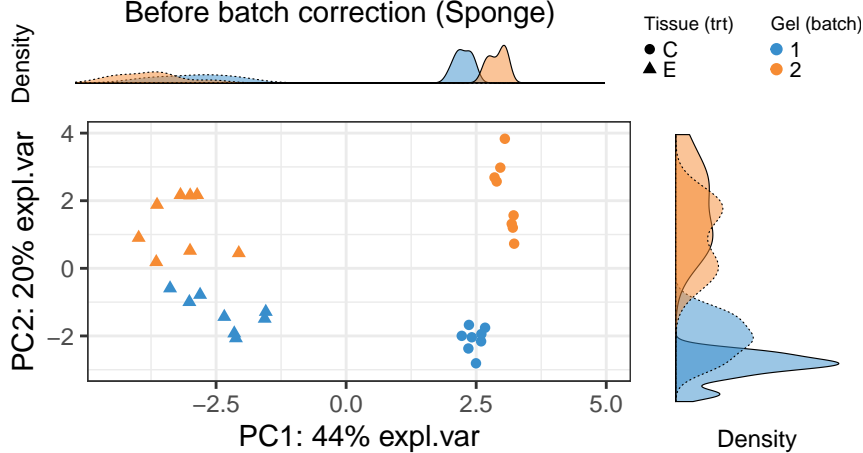 Before batch correction (Sponge)
Tissue (trt)
C
E
Gel (batch)
1
2
Density
4
2
0
−2
PC2: 20% expl.var
−2.5
0.0
2.5
5.0
PC1: 44% expl.var
Density